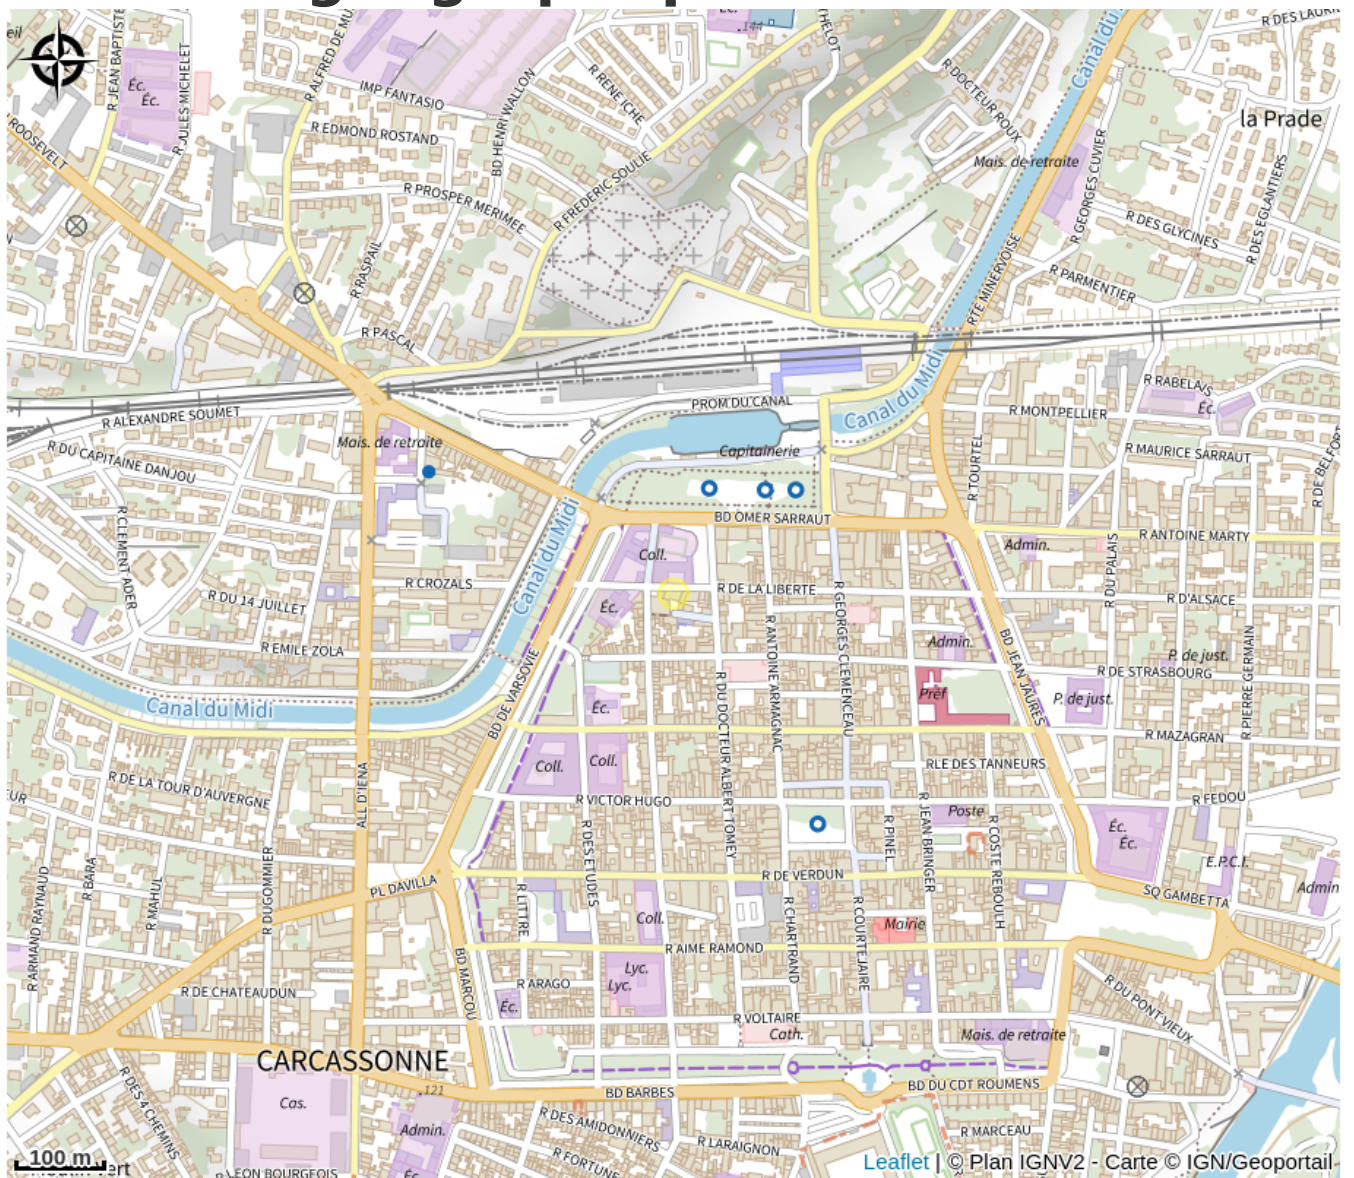 Éc.
144
R DES LAURI
Canal du
R JEAN BAPTISTE
R JULES MICHELET
R ALFRED DE MU
Éc.
Éc.
IMP FANTASIO
BD HENRI WALLON
R RENE ICHE
R DOCTEUR ROUX
la Prade
ROOSEVELT
R EDMOND ROSTAND
Mais. de retraite
R GEORGES CUVIER
R FREDERIC SOULIE
R PROSPER MERIMEE
R DES GLYCINES
R DES EGLANTIERS
R RASPAIL
RTE MINERVOISE
R PARMENTIER
R PASCAL
Canal du Midi
R RABELAIS
Éc.
PROM DU CANAL
R MONTPELLIER
R ALEXANDRE SOUMET
Mais. de retraite
Capitainerie
R DU CAPITAINE DANJOU
R TOURTEL
R MAURICE SARRAUT
R DE BELFORT
BD OMER SARRAUT
R CLEMENT ADER
Canal du Midi
Coll.
Admin.
R ANTOINE MARTY
R CROZALS
R DE LA LIBERTE
R DU PALAIS
R D'ALSACE
R DU 14 JUILLET
Éc.
R ANTOINE ARMAGNAC
R GEORGES CLEMENCEAU
R EMILE ZOLA
Admin.
BD JEAN JAURES
P. de just.
R PIERRE GERMAIN
R DE STRASBOURG
BD DE VARSOVIE
R DU DOCTEUR ALBERT TOMEY
Préf
P. de just.
Canal du Midi
Éc.
R MAZAGRAN
ALL D'IENA
Coll.
Coll.
RLE DES TANNEURS
R DE LA TOUR D'AUVERGNE
R VICTOR HUGO
R FEDOU
Poste
R DES ETUDES
R PINEL
R JEAN BRINGER
R COSTE REBOULH
Éc.
Éc.
R BARA
R MAHUL
R DUGOMMIER
E.P.C.I.
R ARMAND RAYNAUD
PL DAVILLA
R DE VERDUN
SQ GAMBETTA
Admin
R LITTRE
R CHARTRAND
R COURTEJAIRE
Coll.
Mairie
BD MARCOU
R AIME RAMOND
Lyc.
Lyc.
R ARAGO
R DE CHATEAUDUN
Éc.
R DU PONT VIEUX
R VOLTAIRE
Cath.
Mais. de retraite
CARCASSONNE
R DES 4 CHEMINS
121
BD BARBES
BD DU CDT ROUMENS
Cas.
Admin.
R DES AMIDONNIERS
R LARAIGNON
R MARCEAU
R FORTUNE
100 m
EON BOURGEOIS
Éc
Leaflet | © Plan IGNV2 - Carte © IGN/Geoportail